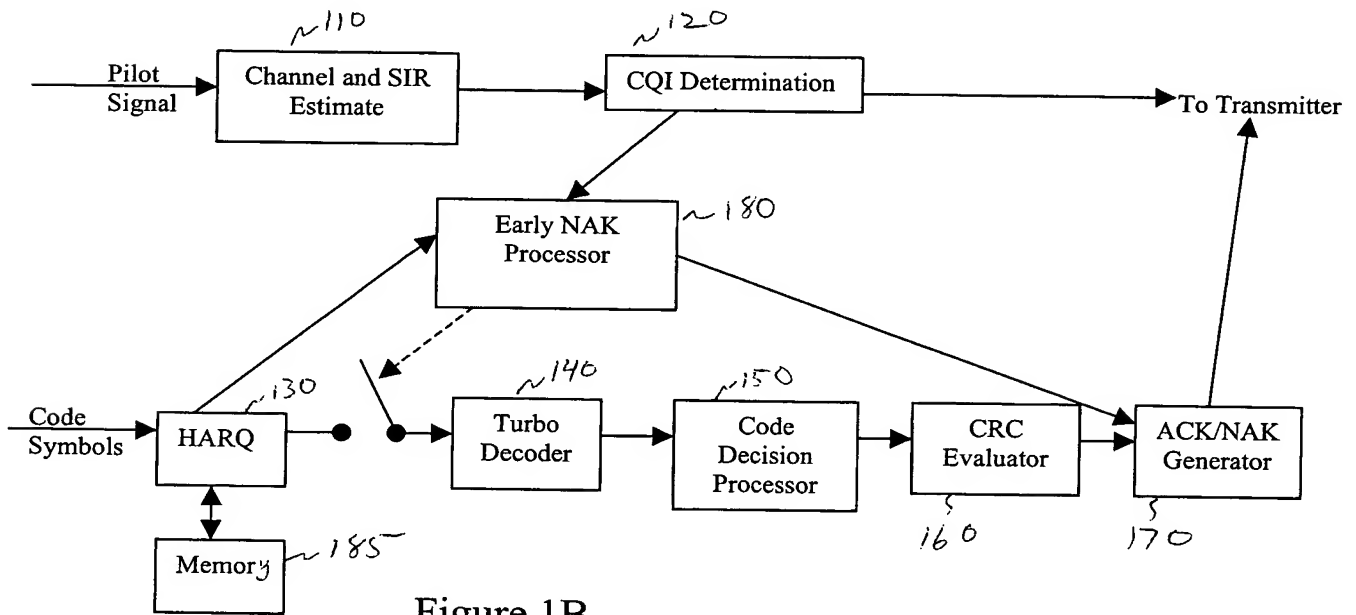 110
120
Pilot
Signal
Channel and SIR
Estimate
CQI Determination
To Transmitter
Early NAK
Processor
180
Code
Symbols
130
HARQ
140
Turbo
Decoder
150
Code
Decision
Processor
CRC
Evaluator
160
ACK/NAK
Generator
170
Memory
185
Figure 1B